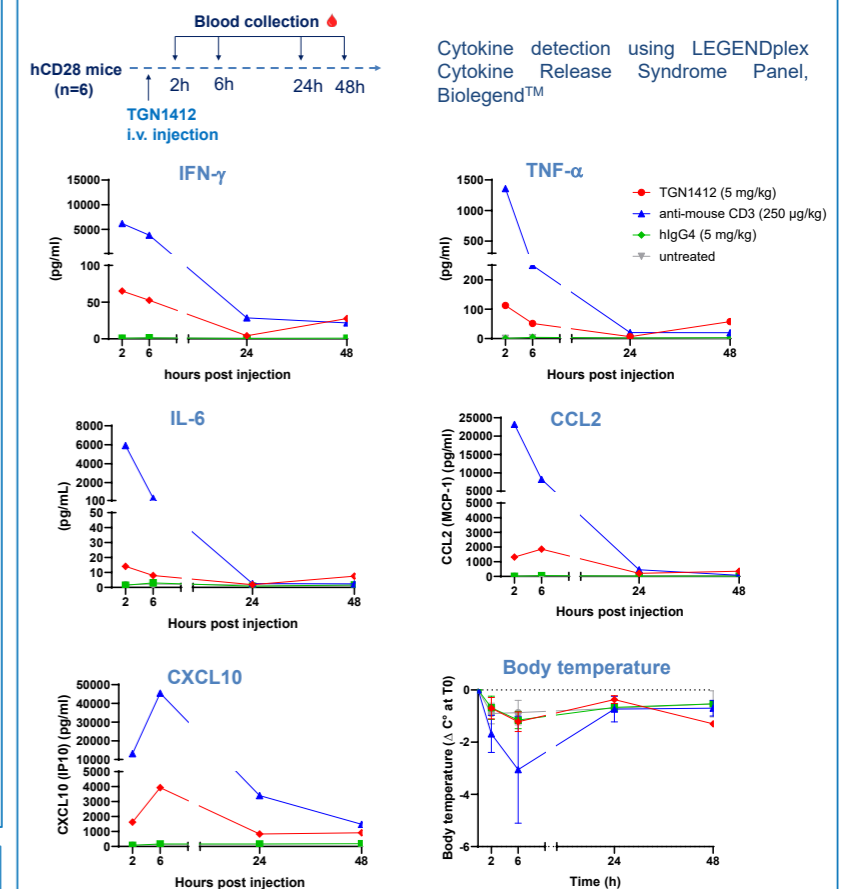 Blood collection
hCD28 mice
(n=6)
2h 6h 24h 48h
TGN1412
i.v. injection
Cytokine detection using LEGENDplex
Cytokine Release Syndrome Panel,
Biolegend™
IFN-γ
(pg/ml)
15000
10000
5000
100
50
0
2 6 24 48
hours post injection
TNF-α
(pg/ml)
1500
1000
500
200
100
0
2 6 24 48
Hours post injection
TGN1412 (5 mg/kg)
anti-mouse CD3 (250 µg/kg)
hIgG4 (5 mg/kg)
untreated
IL-6
(pg/mL)
8000
6000
4000
2000
100
50
40
30
20
10
0
2 6 24 48
Hours post injection
CCL2
CCL2 (MCP-1) (pg/ml)
25000
20000
15000
10000
5000
5000
4000
3000
2000
1000
0
2 6 24 48
Hours post injection
CXCL10
CXCL10 (IP10) (pg/ml)
50000
40000
30000
20000
10000
5000
4000
3000
2000
1000
0
2 6 24 48
Hours post injection
Body temperature
Body temperature (Δ C° at T0)
0
-2
-4
-6
2 6 24 48
Time (h)